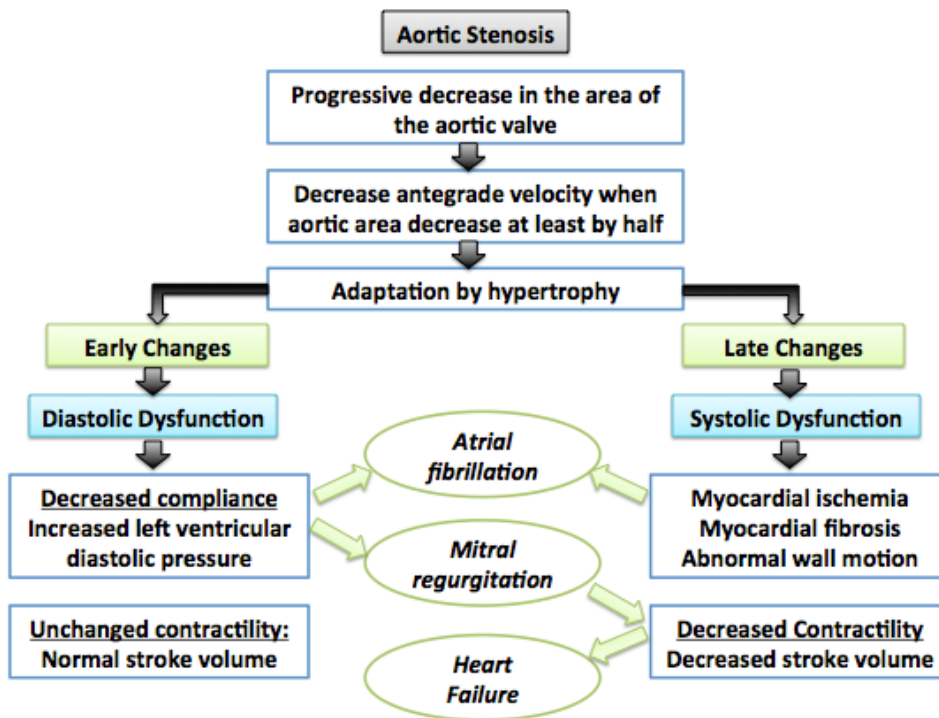 Aortic Stenosis
Progressive decrease in the area of
the aortic valve
Decrease antegrade velocity when
aortic area decrease at least by half
Adaptation by hypertrophy
Early Changes
Late Changes
Diastolic Dysfunction
Systolic Dysfunction
Atrial
fibrillation
Decreased compliance
Increased left ventricular
diastolic pressure
Myocardial ischemia
Myocardial fibrosis
Abnormal wall motion
Mitral
regurgitation
Unchanged contractility:
Normal stroke volume
Decreased Contractility
Decreased stroke volume
Heart
Failure